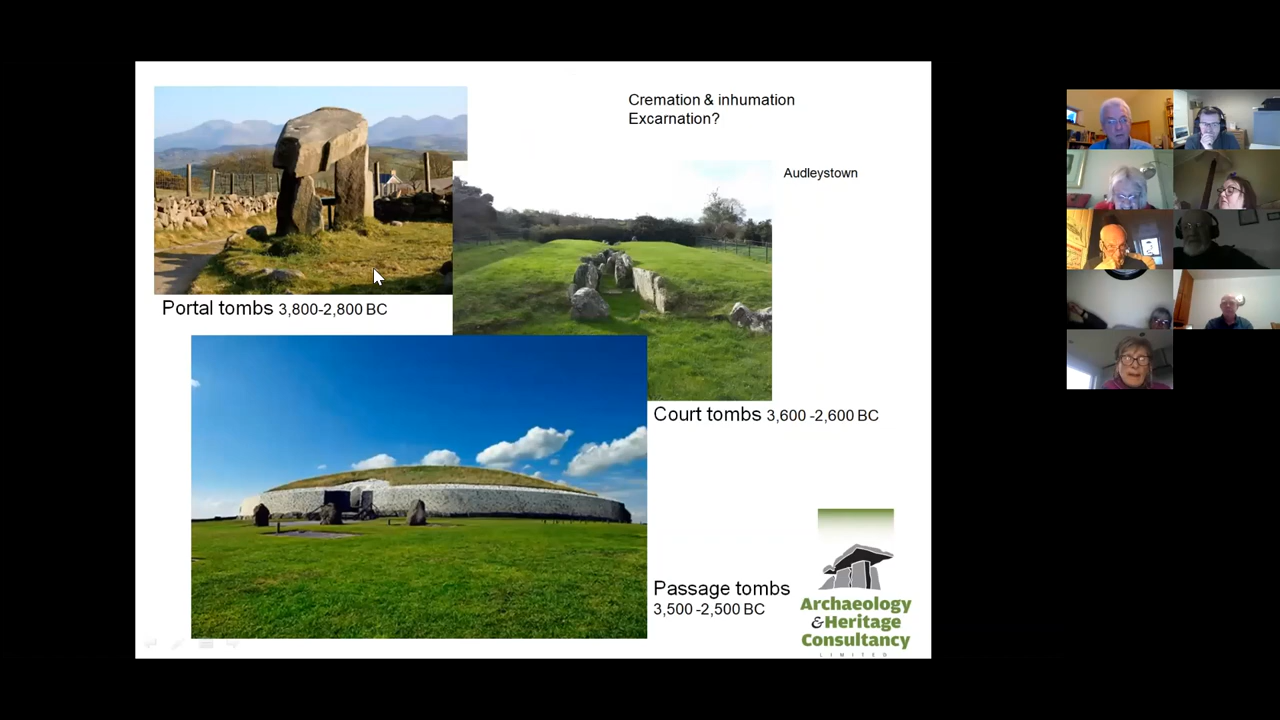 Cremation & inhumation
Excarnation?
Audleystown
Portal tombs 3,800-2,800 BC
Court tombs 3,600 -2,600 BC
Passage tombs
3,500 -2,500 BC
Archaeology
&Heritage
Consultancy
LIMITED